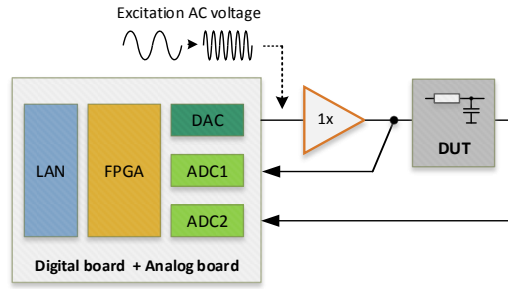 Excitation AC voltage
DAC
1x
LAN
FPGA
ADC1
DUT
ADC2
Digital board + Analog board